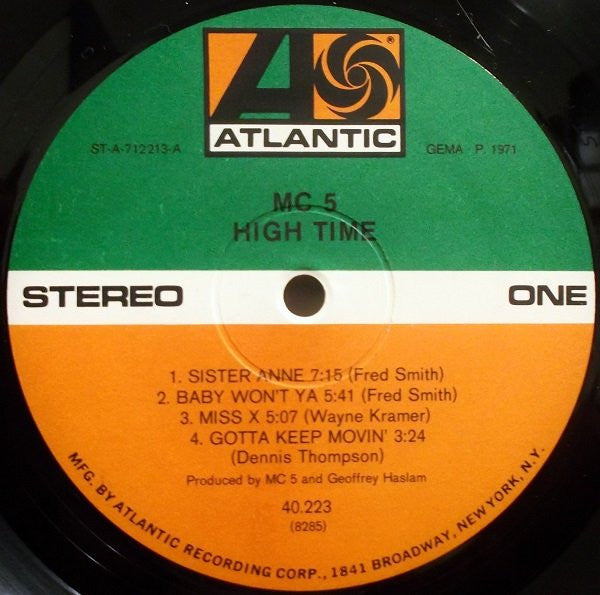 A
®
ATLANTIC
ST-A-712213-A
GEMA · P. 1971
MC 5
HIGH TIME
STEREO
ONE
1. SISTER ANNE 7:15 (Fred Smith)
2. BABY WON'T YA 5:41 (Fred Smith)
3. MISS X 5:07 (Wayne Kramer)
4. GOTTA KEEP MOVIN' 3:24
(Dennis Thompson)
Produced by MC 5 and Geoffrey Haslam
40.223
(8285)
MFG. BY ATLANTIC RECORDING CORP., 1841 BROADWAY, NEW YORK, N.Y.